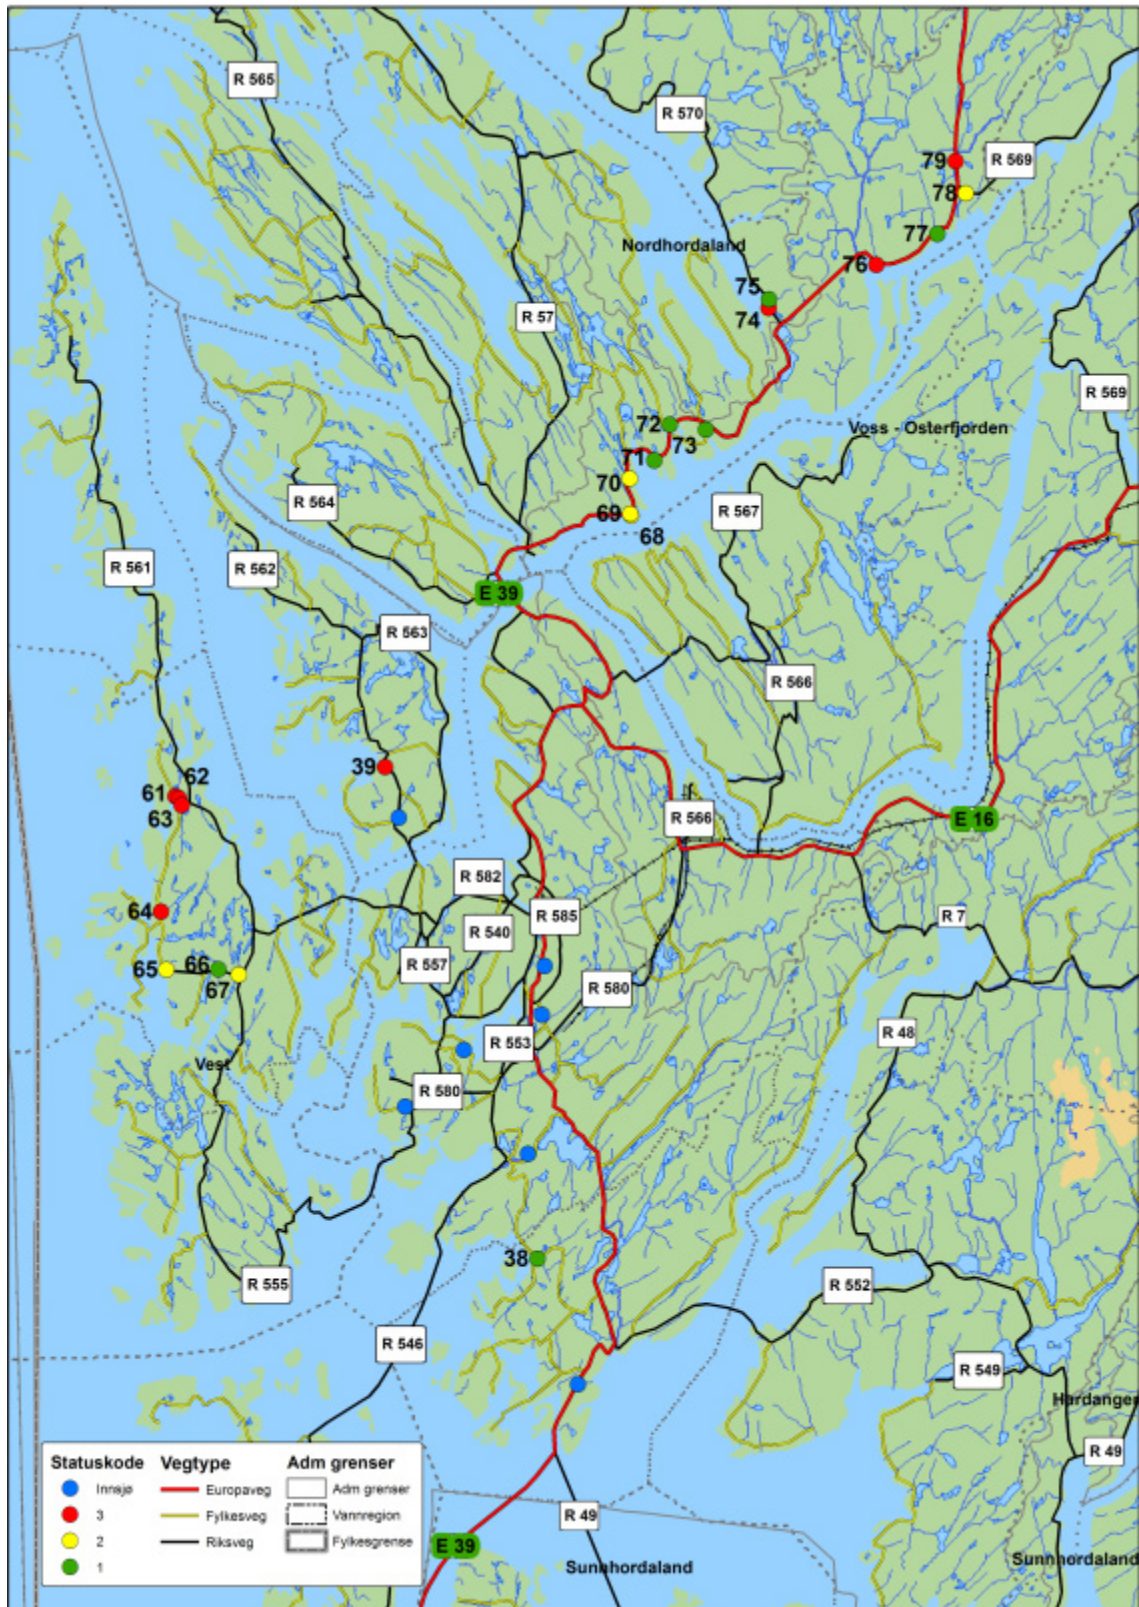 R 565
R 570
79
R 569
78
77
Nordhordaland
76
75
74
R 57
R 569
72
73
Voss - Osterfjorden
71
70
R 564
R 567
69
68
R 561
R 562
E 39
R 563
R 566
39
62
61
63
R 566
E 16
R 582
64
R 585
R 7
R 540
66
65
R 557
67
R 580
R 48
R 553
Vest
R 580
38
R 555
R 552
R 546
R 549
Hardanger
R 49
Statuskode Vegtype Adm grenser
Innsjø Europaveg Adm grenser
3 Fylkesveg Vannregion
2 Riksveg Fylkesgrense
1
R 49
E 39
Sunnhordaland
Sunnhordaland